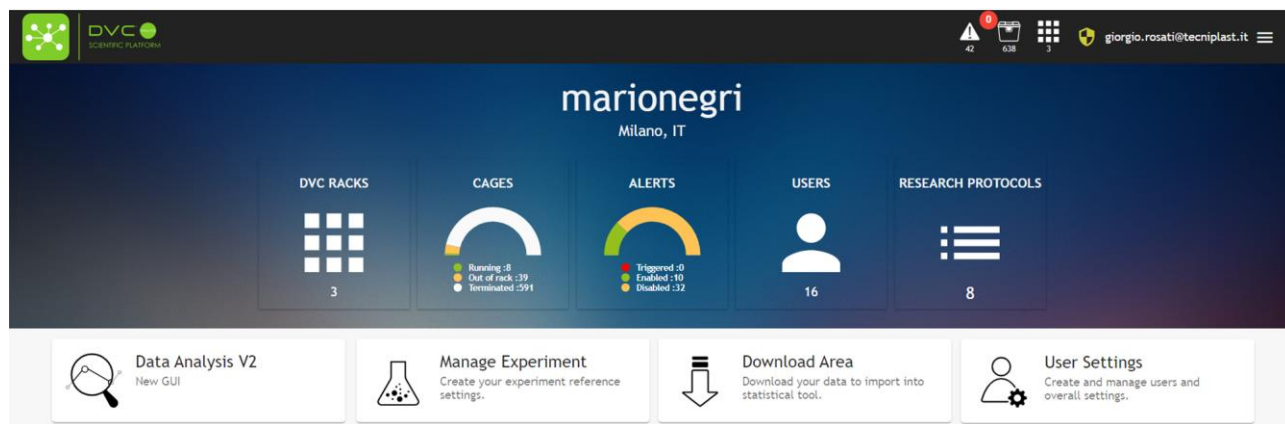 DVC
SCIENTIFIC PLATFORM
0
42
638
3
giorgio.rosati@tecniplast.it
marionegri
Milano, IT
DVC RACKS
3
CAGES
Running :8
Out of rack :39
Terminated :591
ALERTS
Triggered :0
Enabled :10
Disabled :32
USERS
16
RESEARCH PROTOCOLS
8
Data Analysis V2
New GUI
Manage Experiment
Create your experiment reference
settings.
Download Area
Download your data to import into
statistical tool.
User Settings
Create and manage users and
overall settings.